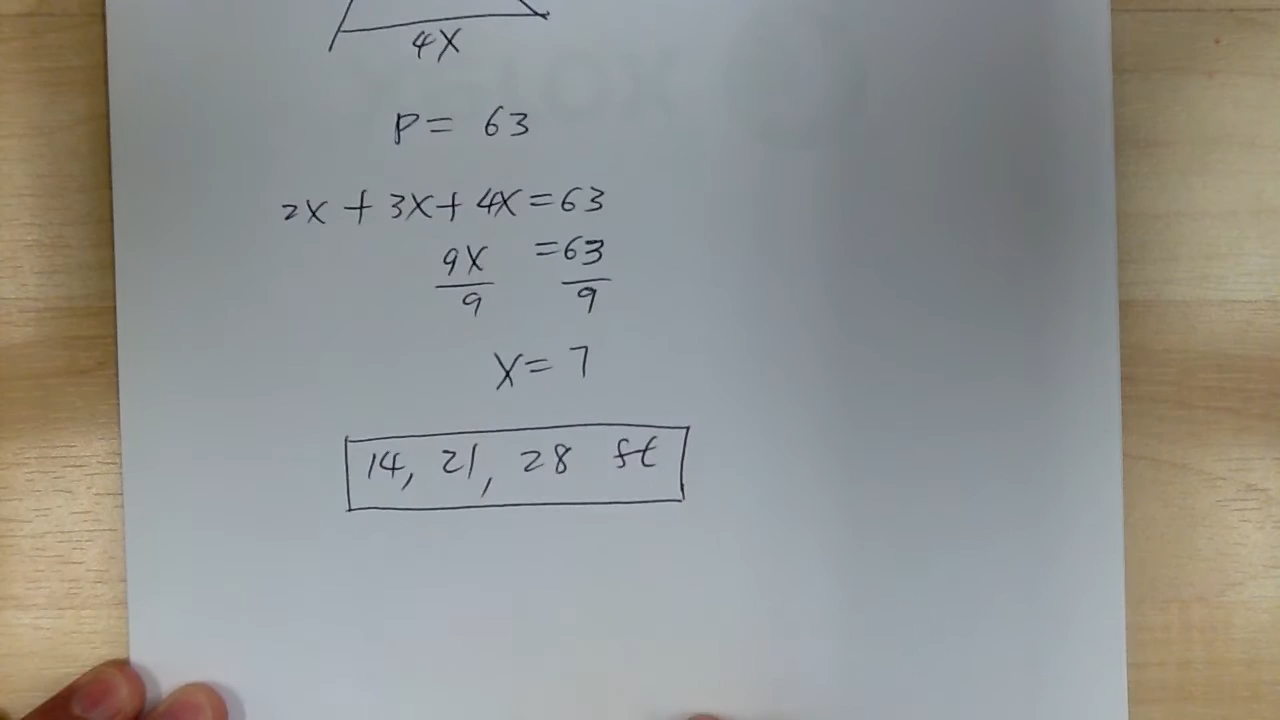 4X
P = 63
2X + 3X + 4X = 63
9X = 63
9 9
X = 7
14, 21, 28 ft